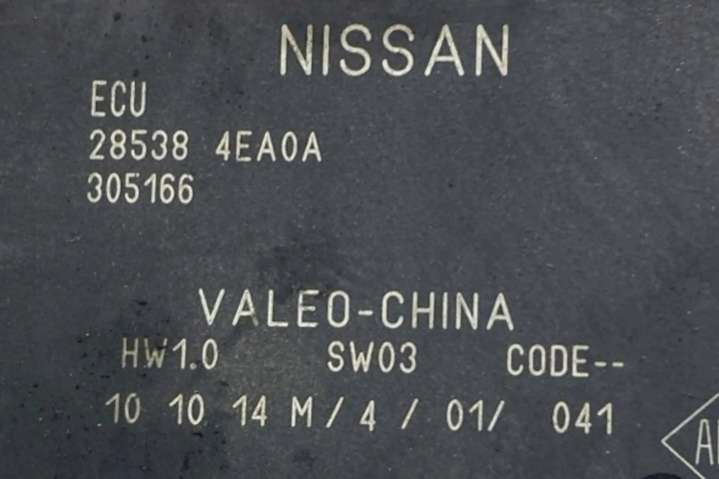 NISSAN
ECU
28538 4EA0A
305166
VALEO-CHINA
HW1.0 SW03 CODE--
10 10 14 M/4/01/ 041